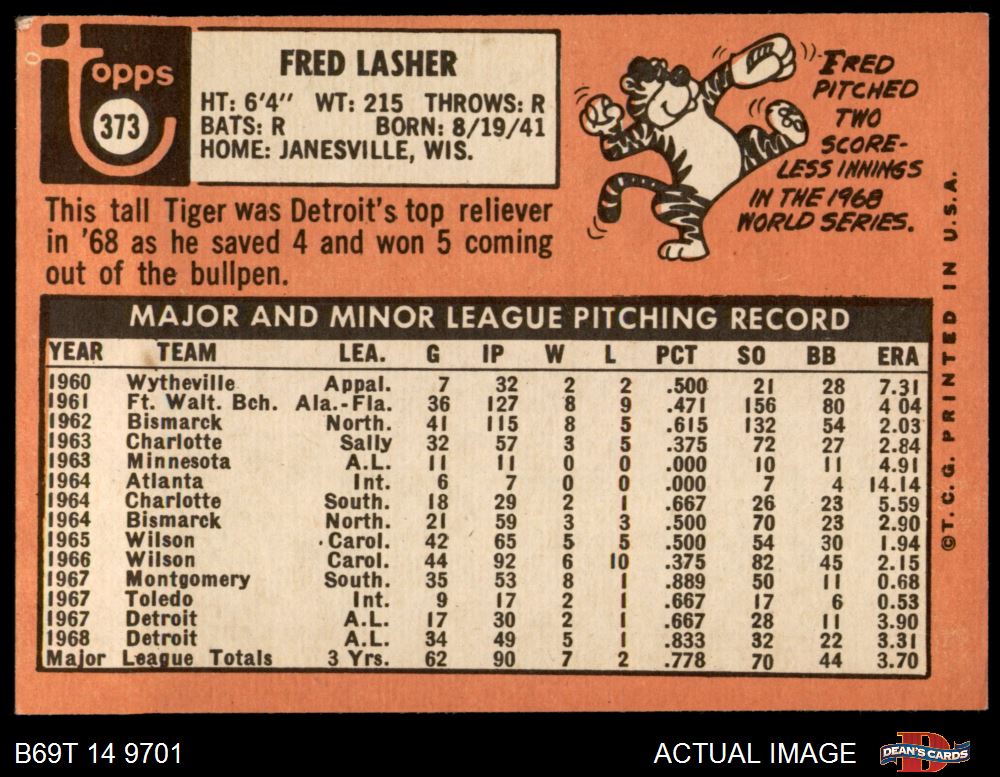 Topps
373
FRED LASHER
HT: 6'4" WT: 215 THROWS: R
BATS: R BORN: 8/19/41
HOME: JANESVILLE, WIS.
FRED
PITCHED
TWO
SCORE-
LESS INNINGS
IN THE 1968
WORLD SERIES.
This tall Tiger was Detroit's top reliever
in '68 as he saved 4 and won 5 coming
out of the bullpen.
MAJOR AND MINOR LEAGUE PITCHING RECORD
YEAR TEAM LEA. G IP W L PCT SO BB ERA
1960 Wytheville Appal. 7 32 2 2 .500 21 28 7.31
1961 Ft. Walt. Bch. Ala.-Fla. 36 127 8 9 .471 156 80 4 04
1962 Bismarck North. 41 115 8 5 .615 132 54 2.03
1963 Charlotte Sally 32 57 3 5 .375 72 27 2.84
1963 Minnesota A.L. 11 11 0 0 .000 10 11 4.91
1964 Atlanta Int. 6 7 0 0 .000 7 4 14.14
1964 Charlotte South. 18 29 2 1 .667 26 23 5.59
1964 Bismarck North. 21 59 3 3 .500 70 23 2.90
1965 Wilson Carol. 42 65 5 5 .500 54 30 1.94
1966 Wilson Carol. 44 92 6 10 .375 82 45 2.15
1967 Montgomery South. 35 53 8 1 .889 50 11 0.68
1967 Toledo Int. 9 17 2 1 .667 17 6 0.53
1967 Detroit A.L. 17 30 2 1 .667 28 11 3.90
1968 Detroit A.L. 34 49 5 1 .833 32 22 3.31
Major League Totals 3 Yrs. 62 90 7 2 .778 70 44 3.70
©T.C.G. PRINTED IN U.S.A.
B69T 14 9701
ACTUAL IMAGE
DEAN'S CARDS